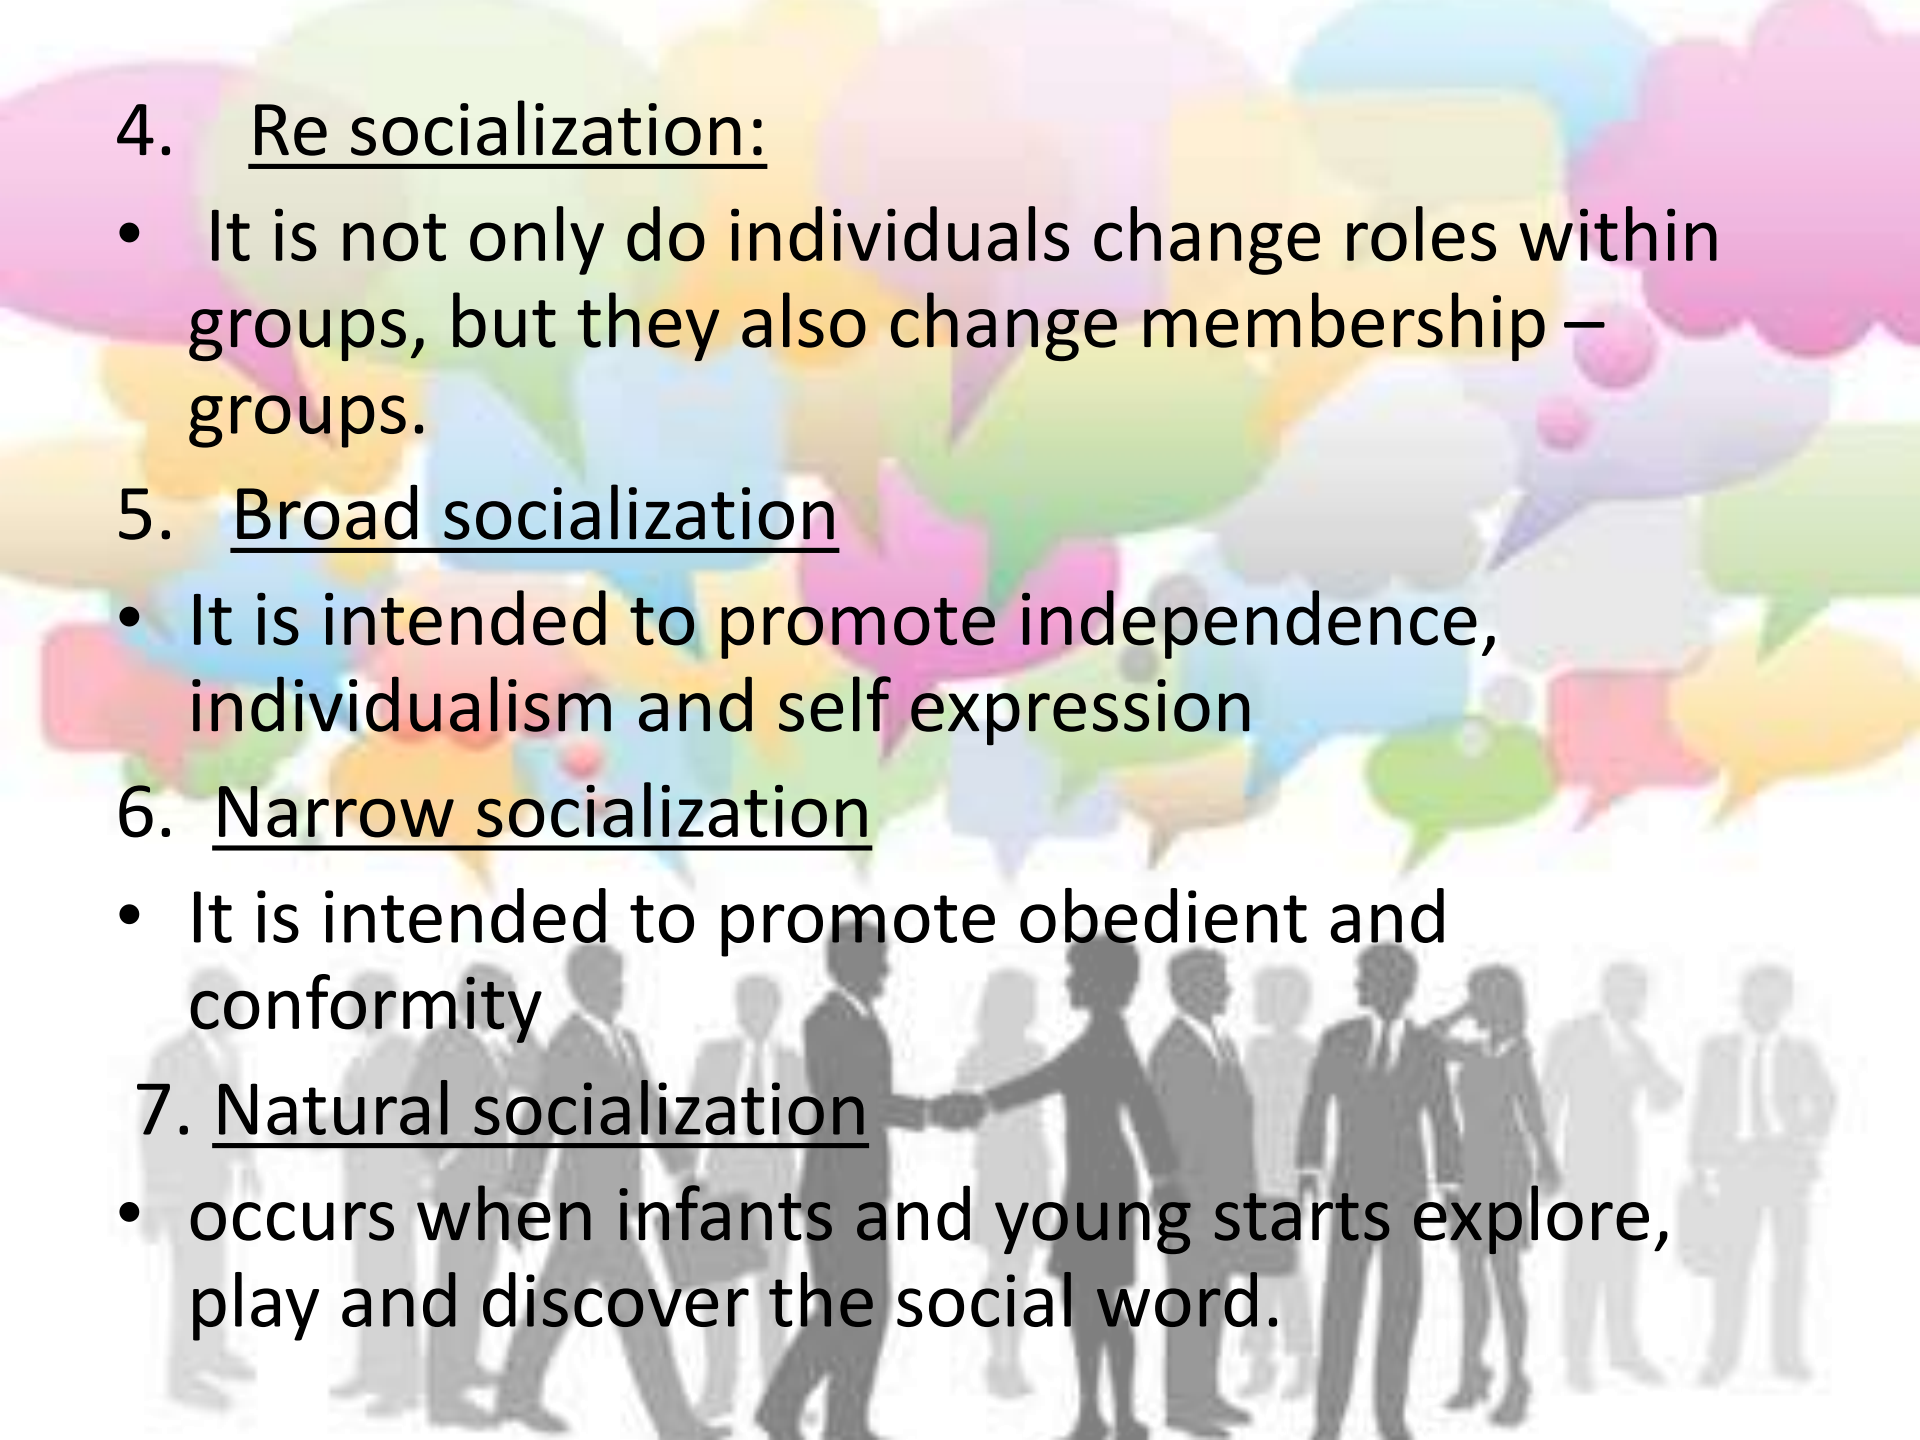 4. Re socialization:
• It is not only do individuals change roles within
groups, but they also change membership –
groups.
5. Broad socialization
• It is intended to promote independence,
individualism and self expression
6. Narrow socialization
• It is intended to promote obedient and
conformity
7. Natural socialization
• occurs when infants and young starts explore,
play and discover the social word.